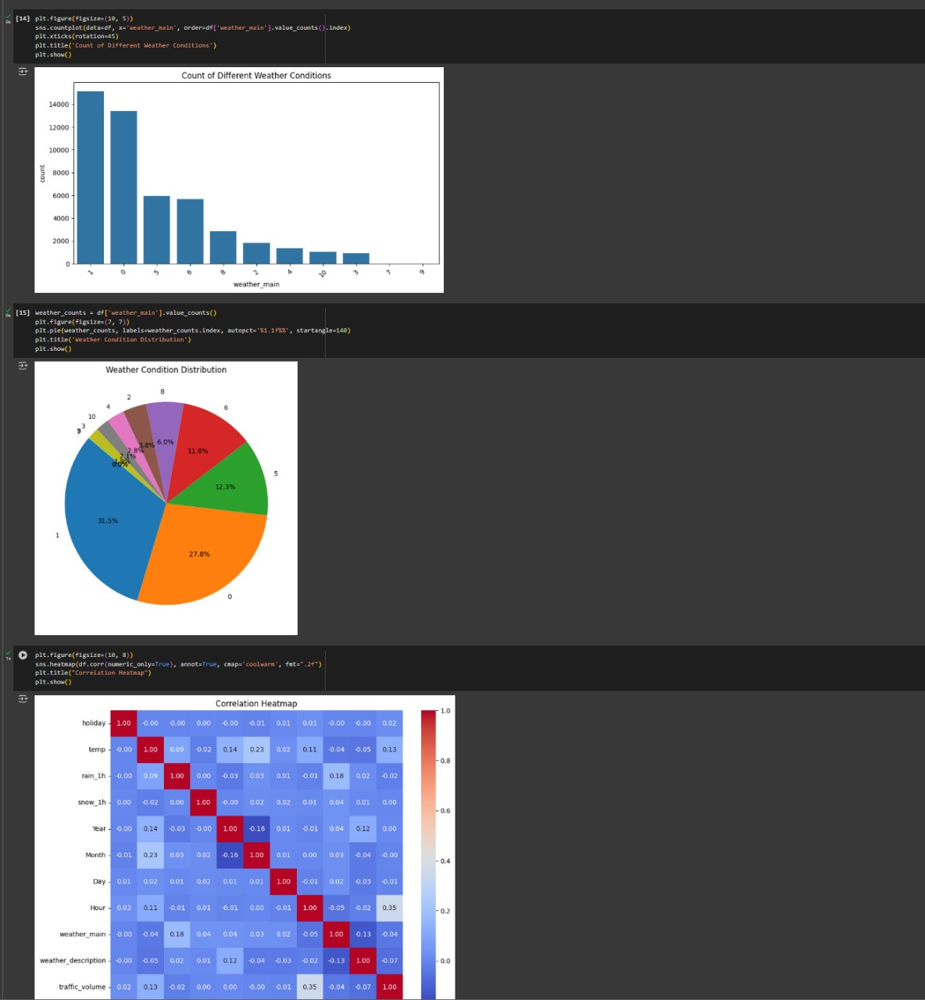 [14] plt.figure(figsize=(10, 5))
sns.countplot(data=df, x='weather_main', order=df['weather_main'].value_counts().index)
plt.xticks(rotation=45)
plt.title('Count of Different Weather Conditions')
plt.show()
0s
Count of Different Weather Conditions
14000
12000
10000
8000
6000
4000
2000
0
count
1 0 5 6 8 2 4 10 3 7 9
weather_main
[15] weather_counts = df['weather_main'].value_counts()
0s
plt.figure(figsize=(7, 7))
plt.pie(weather_counts, labels=weather_counts.index, autopct='%1.1f%%', startangle=140)
plt.title('Weather Condition Distribution')
plt.show()
Weather Condition Distribution
8
2
4
6
10
3
5
1
0
6.0%
3.8%
2.8%
2.1%
11.8%
12.3%
31.5%
27.8%
0.0%
1s
plt.figure(figsize=(10, 8))
sns.heatmap(df.corr(numeric_only=True), annot=True, cmap='coolwarm', fmt=".2f")
plt.title("Correlation Heatmap")
plt.show()
Correlation Heatmap
holiday 1.00 -0.00 -0.00 0.00 -0.00 -0.01 0.01 0.03 -0.00 -0.00 0.02
temp -0.00 1.00 0.09 -0.02 0.14 0.23 0.02 0.11 -0.04 -0.05 0.13
rain_1h -0.00 0.09 1.00 0.00 -0.03 0.03 0.01 -0.01 0.18 0.02 -0.02
snow_1h 0.00 -0.02 0.00 1.00 -0.00 0.02 0.02 0.01 0.04 0.01 0.00
Year -0.00 0.14 -0.03 -0.00 1.00 -0.16 0.01 -0.01 0.04 0.12 0.00
Month -0.01 0.23 0.03 0.02 -0.16 1.00 0.01 0.00 0.03 -0.04 -0.00
Day 0.01 0.02 0.01 0.02 0.01 0.01 1.00 -0.01 0.02 -0.03 -0.01
Hour 0.03 0.11 -0.01 0.01 -0.01 0.00 -0.01 1.00 -0.05 -0.02 0.35
weather_main -0.00 -0.04 0.18 0.04 0.04 0.03 0.02 -0.05 1.00 -0.13 -0.04
weather_description -0.00 -0.05 0.02 0.01 0.12 -0.04 -0.03 -0.02 -0.13 1.00 -0.07
traffic_volume 0.02 0.13 -0.02 0.00 0.00 -0.00 -0.01 0.35 -0.04 -0.07 1.00
1.0
0.8
0.6
0.4
0.2
0.0